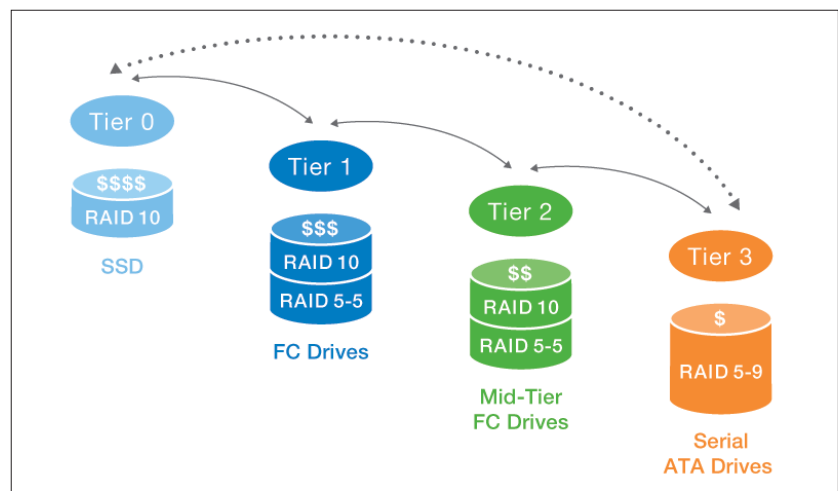 Tier 0
$$$$
RAID 10
SSD
Tier 1
$$$
RAID 10
RAID 5-5
FC Drives
Tier 2
$$
RAID 10
RAID 5-5
Mid-Tier
FC Drives
Tier 3
$
RAID 5-9
Serial
ATA Drives